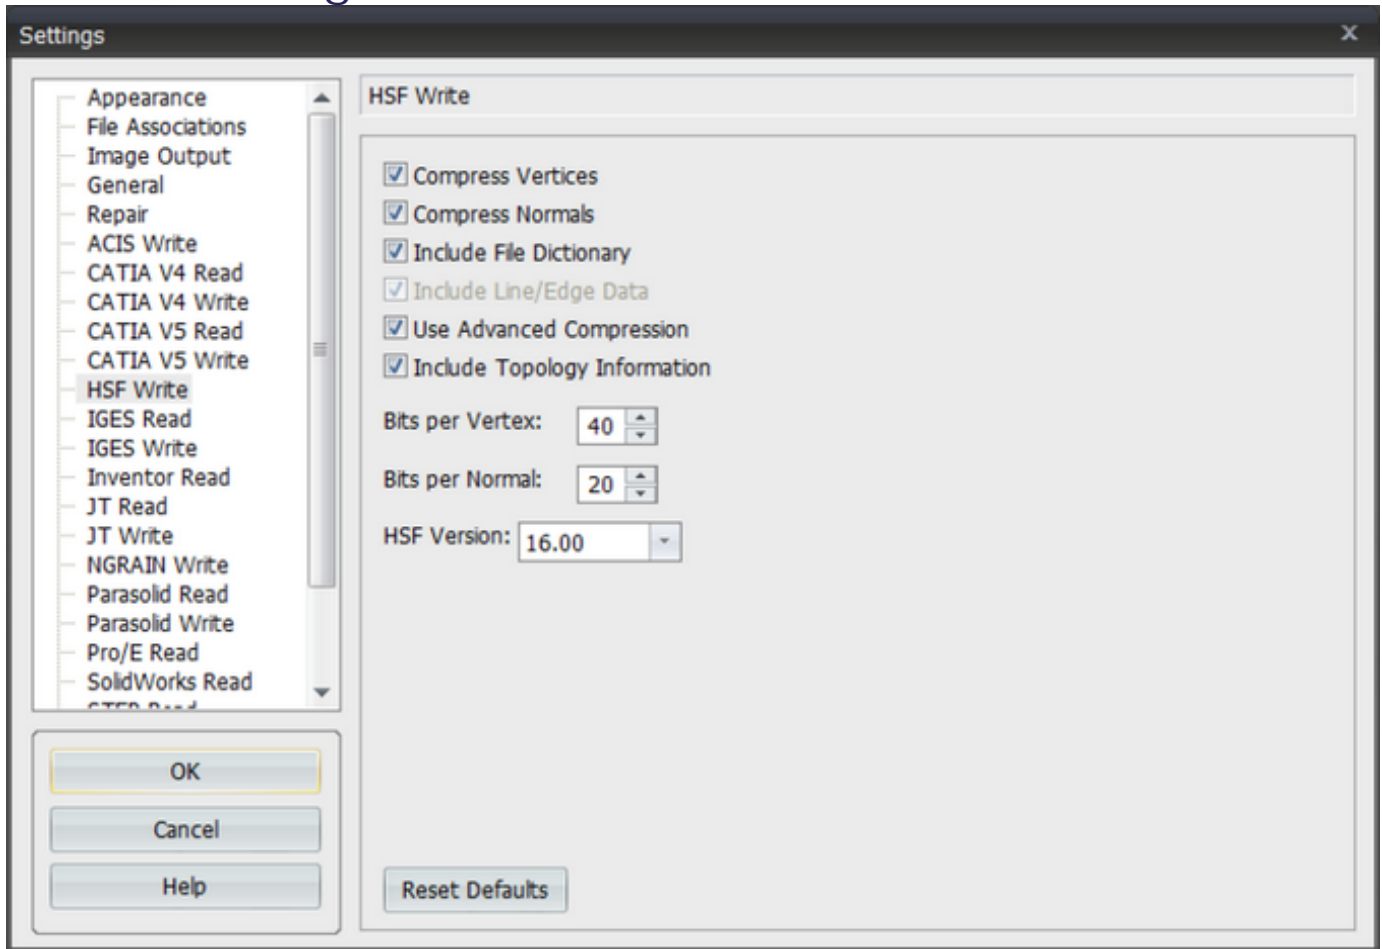 Settings
x
Appearance
File Associations
Image Output
General
Repair
ACIS Write
CATIA V4 Read
CATIA V4 Write
CATIA V5 Read
CATIA V5 Write
HSF Write
IGES Read
IGES Write
Inventor Read
JT Read
JT Write
NGRAIN Write
Parasolid Read
Parasolid Write
Pro/E Read
SolidWorks Read
OK
Cancel
Help
HSF Write
Compress Vertices
Compress Normals
Include File Dictionary
Include Line/Edge Data
Use Advanced Compression
Include Topology Information
Bits per Vertex: 40
Bits per Normal: 20
HSF Version: 16.00
Reset Defaults